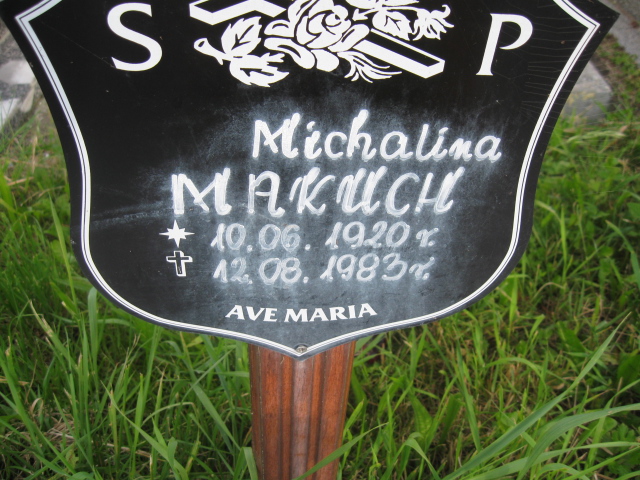 S P
Michalina
MAKUCH
10.06.1920 r.
12.08.1983 r.
AVE MARIA